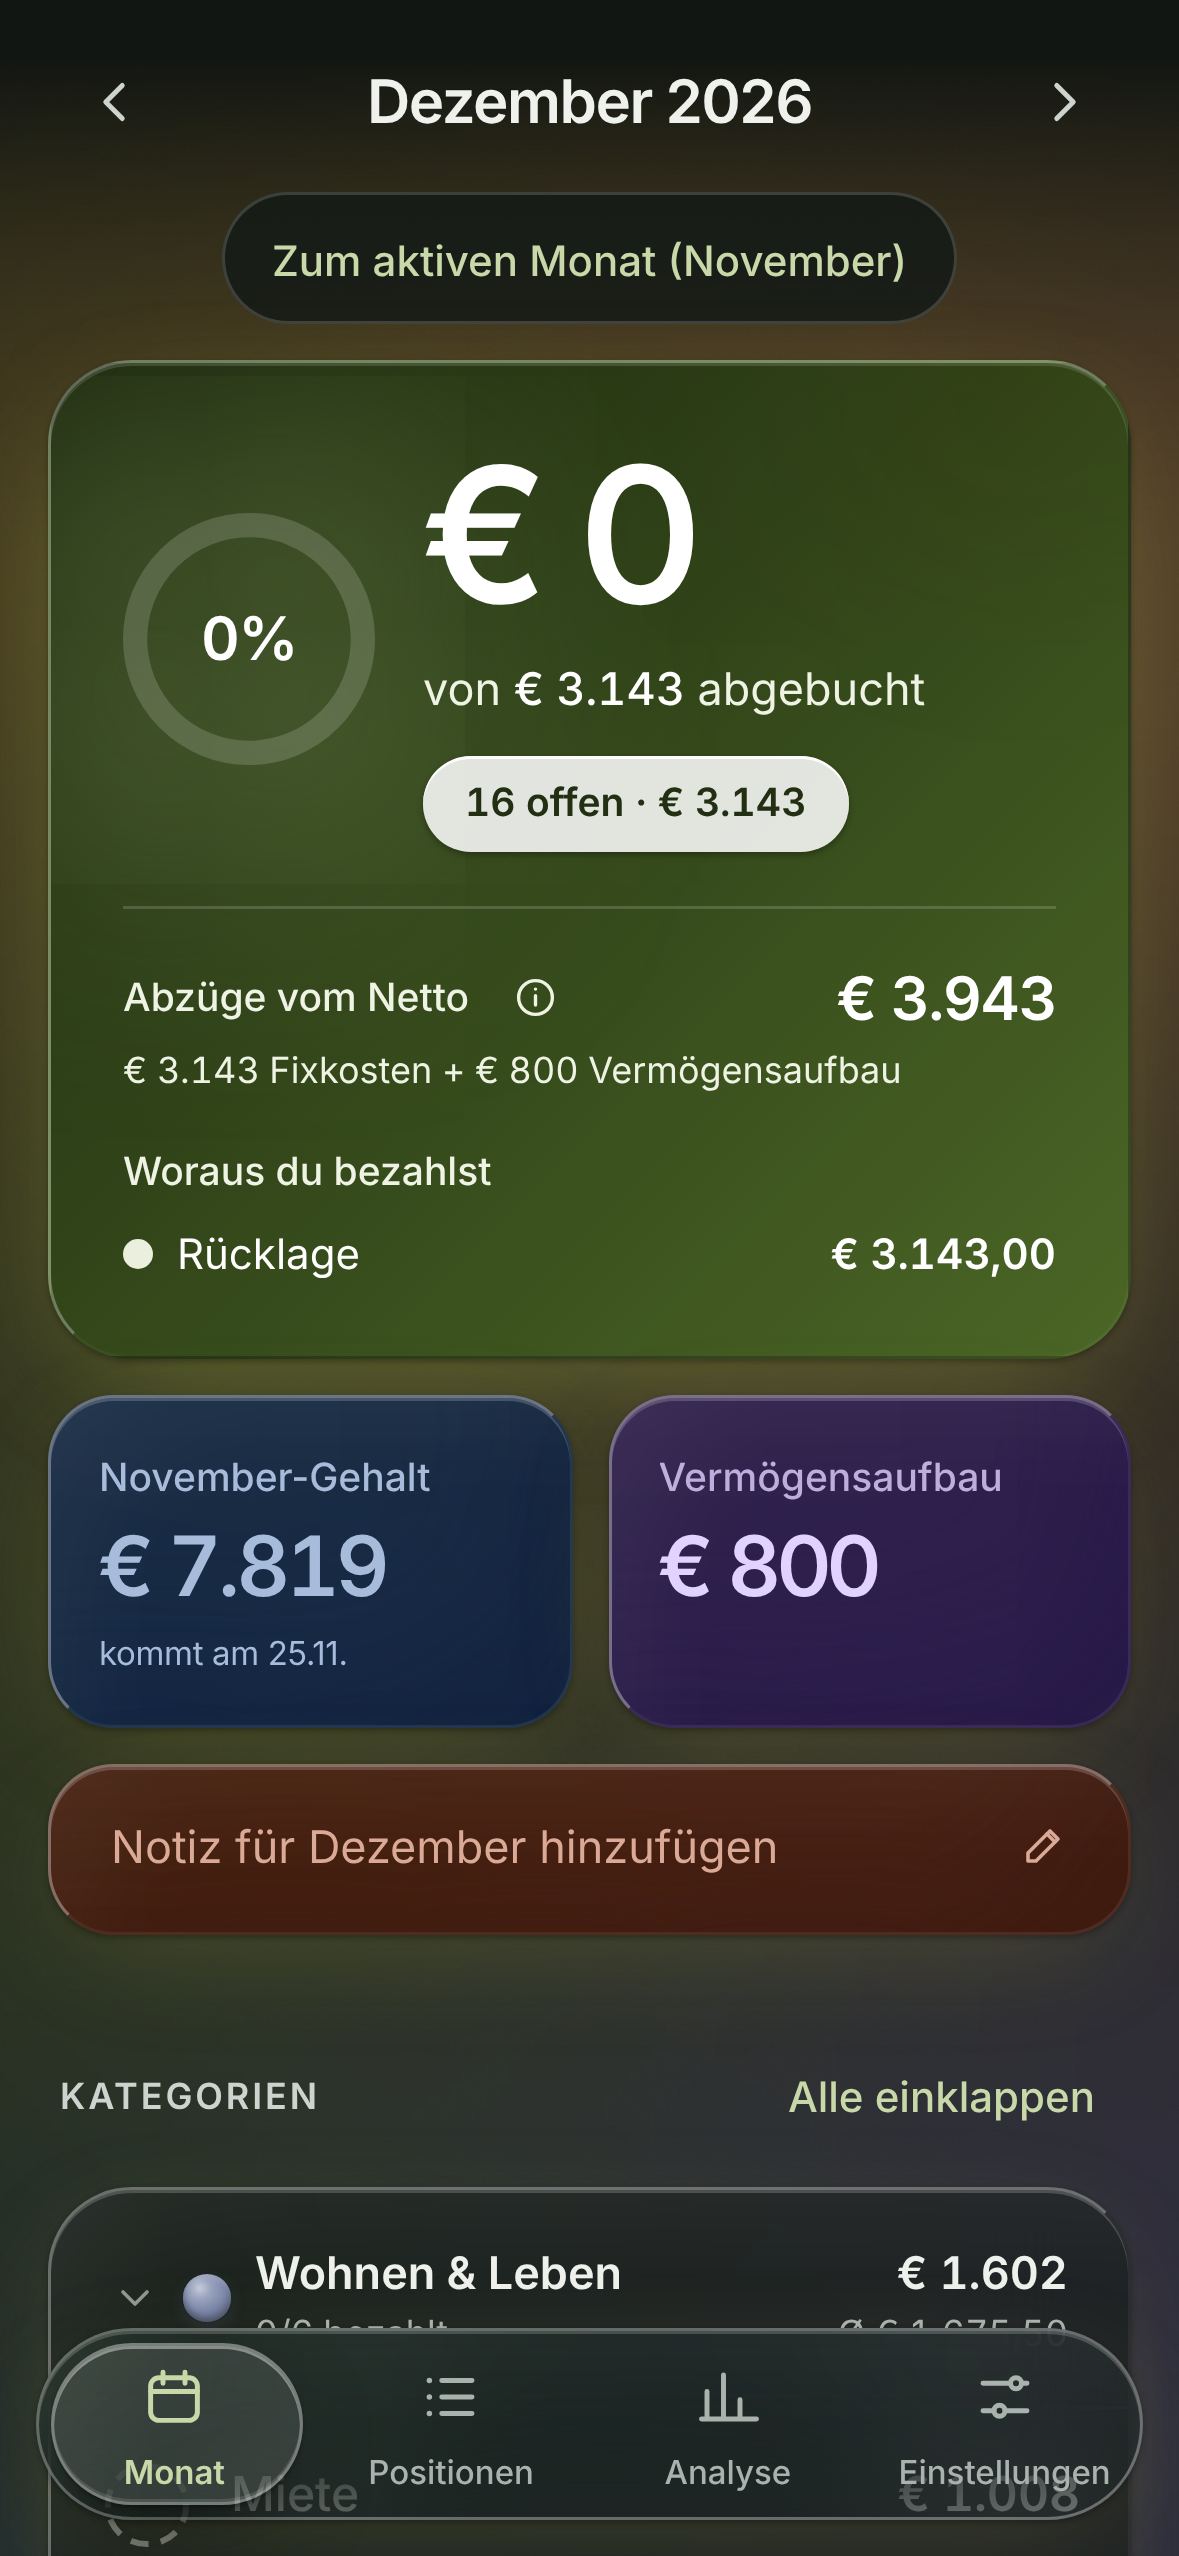 Dezember 2026
Zum aktiven Monat (November)
€ 0
0%
von € 3.143 abgebucht
16 offen · € 3.143
Abzüge vom Netto € 3.943
€ 3.143 Fixkosten + € 800 Vermögensaufbau
Woraus du bezahlst
Rücklage € 3.143,00
November-Gehalt
€ 7.819
kommt am 25.11.
Vermögensaufbau
€ 800
Notiz für Dezember hinzufügen
KATEGORIEN Alle einklappen
Wohnen & Leben € 1.602
Miete € 1.008
Monat Positionen Analyse Einstellungen